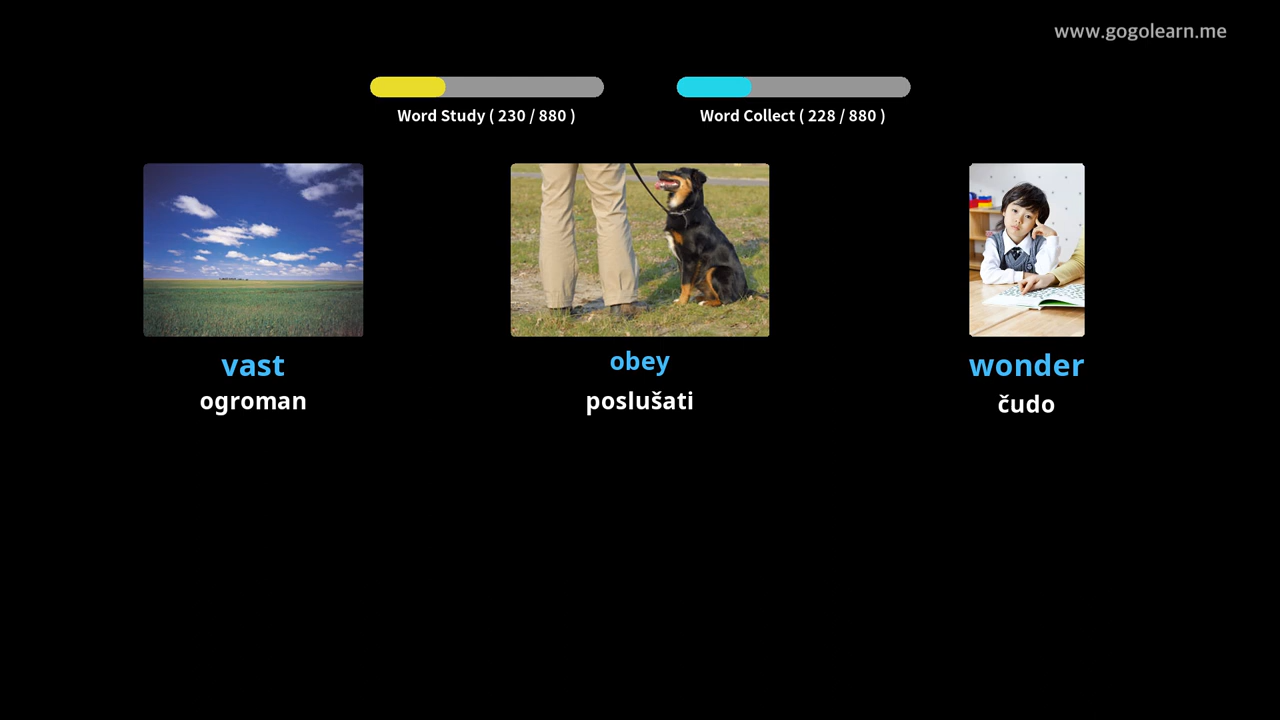 www.gogolearn.me
Word Study ( 230 / 880 )
Word Collect ( 228 / 880 )
vast
ogroman
obey
poslušati
wonder
čudo